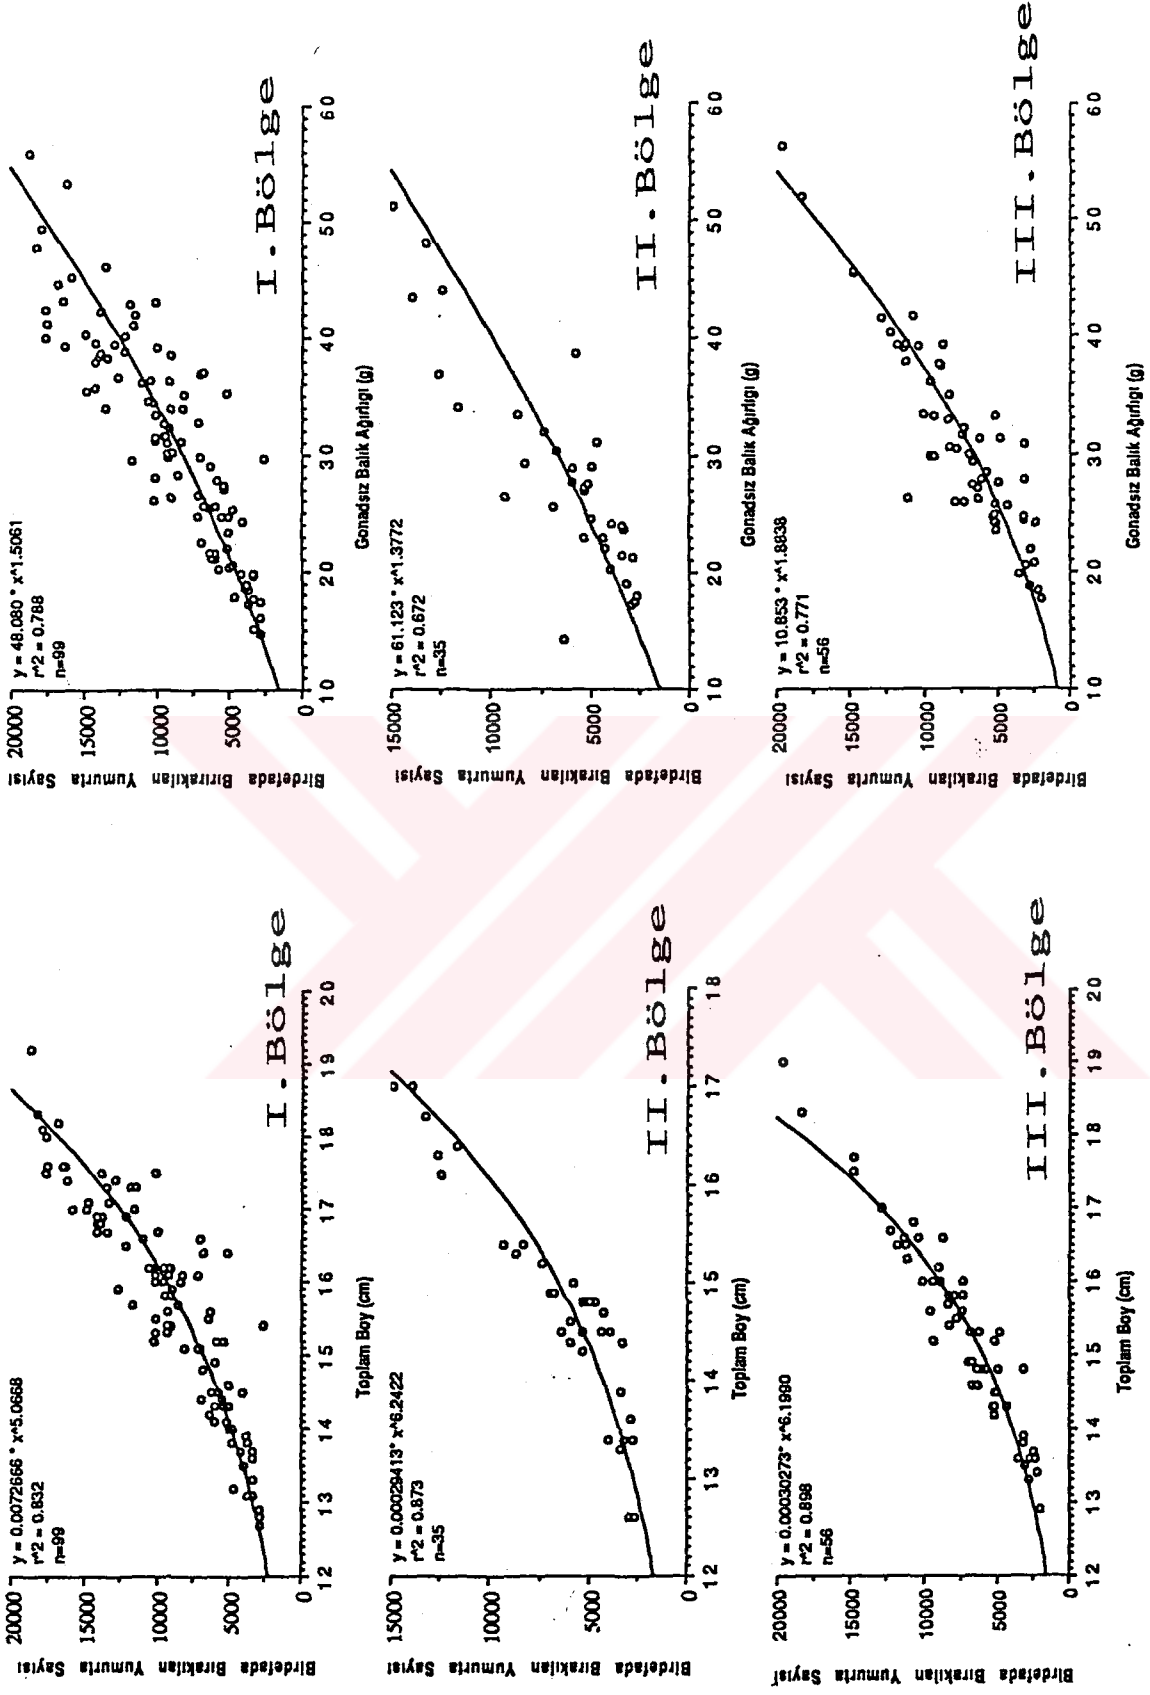 y = 0.0072666 * x^5.0668
r^2 = 0.832
n=99
20000
15000
10000
5000
0
12 13 14 15 16 17 18 19 20
Birdefada Bırakılan Yumurta Sayısı
Toplam Boy (cm)
I.Bölge
y = 48.080 * x^1.5061
r^2 = 0.788
n=99
20000
15000
10000
5000
0
10 20 30 40 50 60
Birdefada Bırırakılan Yumurta Sayısı
Gonadsız Balık Ağırlıgı (g)
I.Bölge
y = 0.00029413* x^6.2422
r^2 = 0.873
n=35
15000
10000
5000
0
12 13 14 15 16 17 18
Birdefada Bırakılan Yumurta Sayısı
Toplam Boy (cm)
II.Bölge
y = 61.123 * x^1.3772
r^2 = 0.672
n=35
15000
10000
5000
0
10 20 30 40 50 60
Birdefada Bırakılan Yumurta Sayısı
Gonadsız Balık Ağırlıgı (g)
II.Bölge
y = 0.00030273* x^6.1990
r^2 = 0.898
n=56
20000
15000
10000
5000
0
12 13 14 15 16 17 18 19 20
Birdefada Bırakılan Yumurta Sayısı
Toplam Boy (cm)
III.Bölge
y = 10.853 * x^1.8838
r^2 = 0.771
n=56
20000
15000
10000
5000
0
10 20 30 40 50 60
Birdefada Bırakılan Yumurta Sayısı
Gonadsız Balık Ağırlıgı (g)
III.Bölge